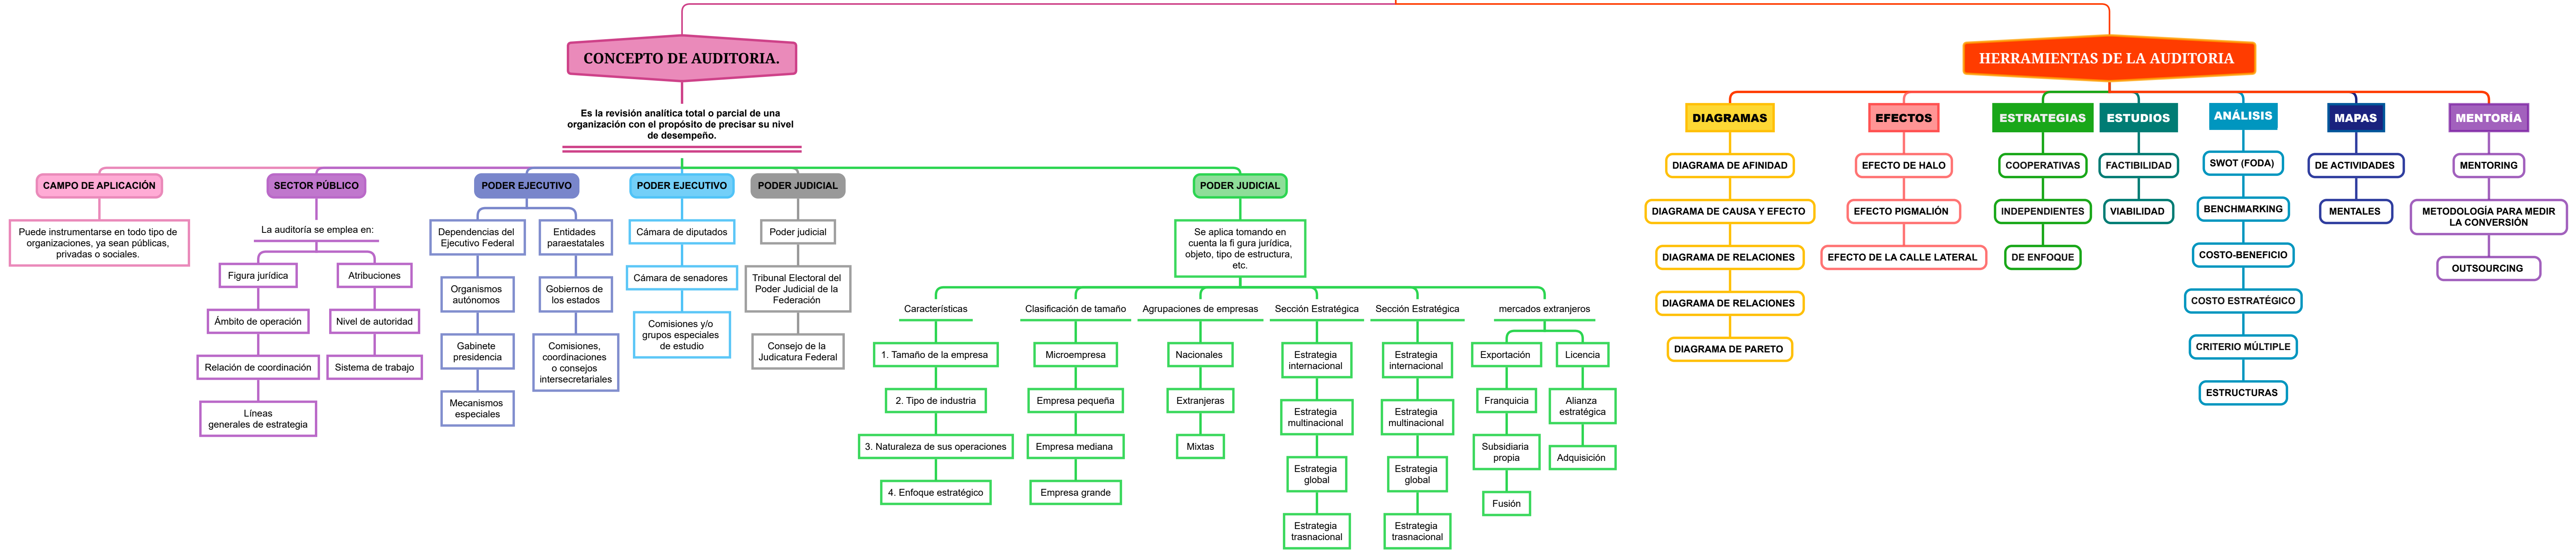 CONCEPTO DE AUDITORIA.
Es la revisión analítica total o parcial de una
organización con el propósito de precisar su nivel
de desempeño.
CAMPO DE APLICACIÓN
Puede instrumentarse en todo tipo de
organizaciones, ya sean públicas,
privadas o sociales.
SECTOR PÚBLICO
La auditoría se emplea en:
Figura jurídica
Ámbito de operación
Relación de coordinación
Líneas
generales de estrategia
Atribuciones
Nivel de autoridad
Sistema de trabajo
PODER EJECUTIVO
Dependencias del
Ejecutivo Federal
Organismos
autónomos
Gabinete
presidencia
Mecanismos
especiales
Entidades
paraestatales
Gobiernos de
los estados
Comisiones,
coordinaciones
o consejos
intersecretariales
PODER EJECUTIVO
Cámara de diputados
Cámara de senadores
Comisiones y/o
grupos especiales
de estudio
PODER JUDICIAL
Poder judicial
Tribunal Electoral del
Poder Judicial de la
Federación
Consejo de la
Judicatura Federal
PODER JUDICIAL
Se aplica tomando en
cuenta la fi gura jurídica,
objeto, tipo de estructura,
etc.
Características
1. Tamaño de la empresa
2. Tipo de industria
3. Naturaleza de sus operaciones
4. Enfoque estratégico
Clasificación de tamaño
Microempresa
Empresa pequeña
Empresa mediana
Empresa grande
Agrupaciones de empresas
Nacionales
Extranjeras
Mixtas
Sección Estratégica
Estrategia
internacional
Estrategia
multinacional
Estrategia
global
Estrategia
trasnacional
Sección Estratégica
Estrategia
internacional
Estrategia
multinacional
Estrategia
global
Estrategia
trasnacional
mercados extranjeros
Exportación
Franquicia
Subsidiaria
propia
Fusión
Licencia
Alianza
estratégica
Adquisición
HERRAMIENTAS DE LA AUDITORIA
DIAGRAMAS
DIAGRAMA DE AFINIDAD
DIAGRAMA DE CAUSA Y EFECTO
DIAGRAMA DE RELACIONES
DIAGRAMA DE RELACIONES
DIAGRAMA DE PARETO
EFECTOS
EFECTO DE HALO
EFECTO PIGMALIÓN
EFECTO DE LA CALLE LATERAL
ESTRATEGIAS
COOPERATIVAS
INDEPENDIENTES
DE ENFOQUE
ESTUDIOS
FACTIBILIDAD
VIABILIDAD
ANÁLISIS
SWOT (FODA)
BENCHMARKING
COSTO-BENEFICIO
COSTO ESTRATÉGICO
CRITERIO MÚLTIPLE
ESTRUCTURAS
MAPAS
DE ACTIVIDADES
MENTALES
MENTORÍA
MENTORING
METODOLOGÍA PARA MEDIR
LA CONVERSIÓN
OUTSOURCING